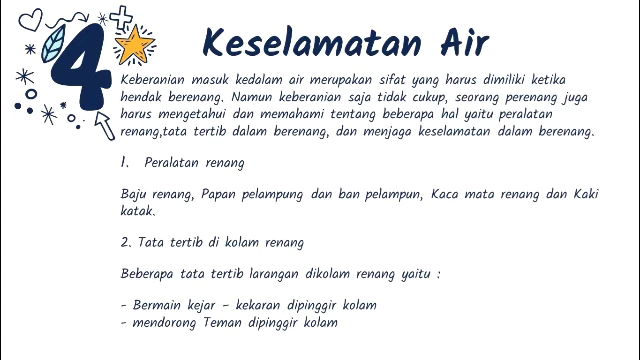 4
Keselamatan Air
Keberanian masuk kedalam air merupakan sifat yang harus dimiliki ketika
hendak berenang. Namun keberanian saja tidak cukup, seorang perenang juga
harus mengetahui dan memahami tentang beberapa hal yaitu peralatan
renang,tata tertib dalam berenang, dan menjaga keselamatan dalam berenang.
1. Peralatan renang
Baju renang, Papan pelampung dan ban pelampun, Kaca mata renang dan Kaki
katak.
2. Tata tertib di kolam renang
Beberapa tata tertib larangan dikolam renang yaitu :
- Bermain kejar – kekaran dipinggir kolam
- mendorong Teman dipinggir kolam